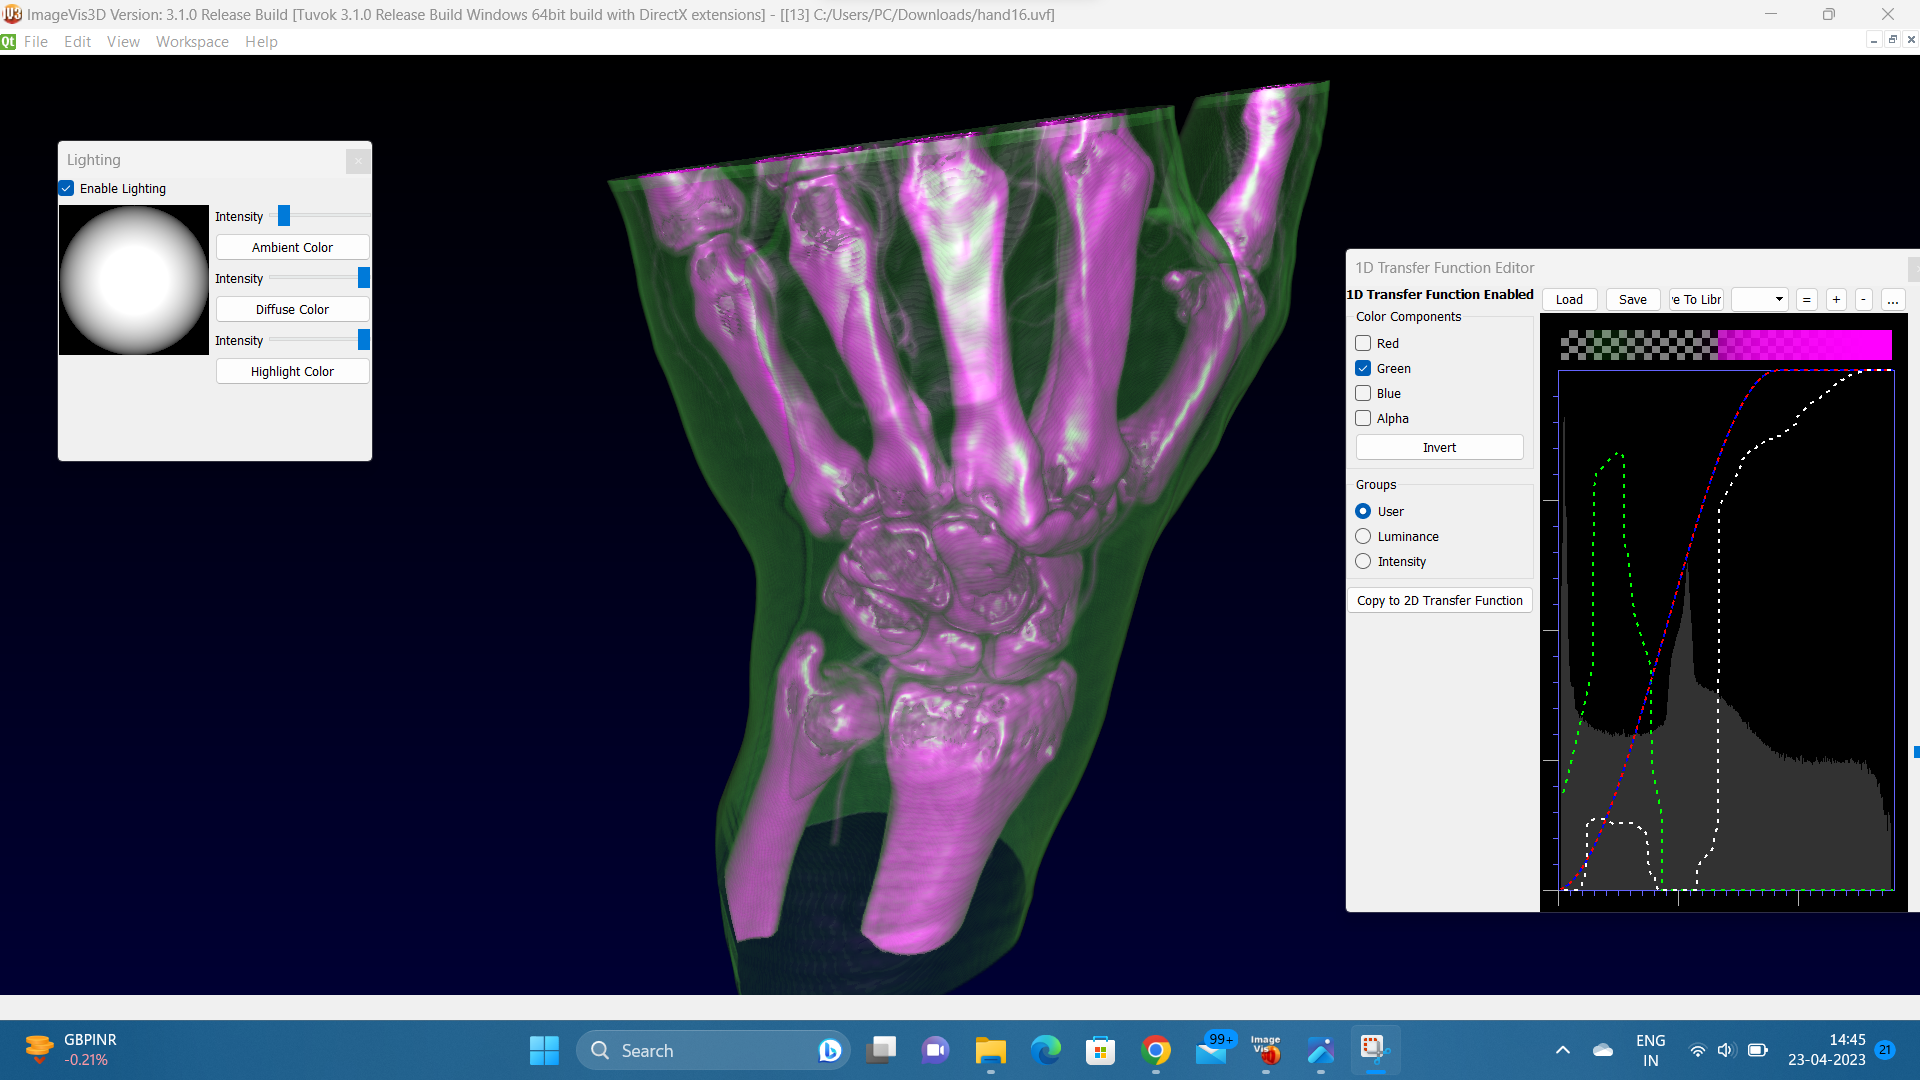 ImageVis3D Version: 3.1.0 Release Build [Tuvok 3.1.0 Release Build Windows 64bit build with DirectX extensions] - [[13] C:/Users/PC/Downloads/hand16.uvf]
Qt File Edit View Workspace Help
Lighting
Enable Lighting
Intensity
Ambient Color
Intensity
Diffuse Color
Intensity
Highlight Color
1D Transfer Function Editor
1D Transfer Function Enabled
Load Save e To Libr = + - ...
Color Components
Red
Green
Blue
Alpha
Invert
Groups
User
Luminance
Intensity
Copy to 2D Transfer Function
GBPINR
-0.21%
Search
99+
Image
Vis
ENG
IN
14:45
23-04-2023
21